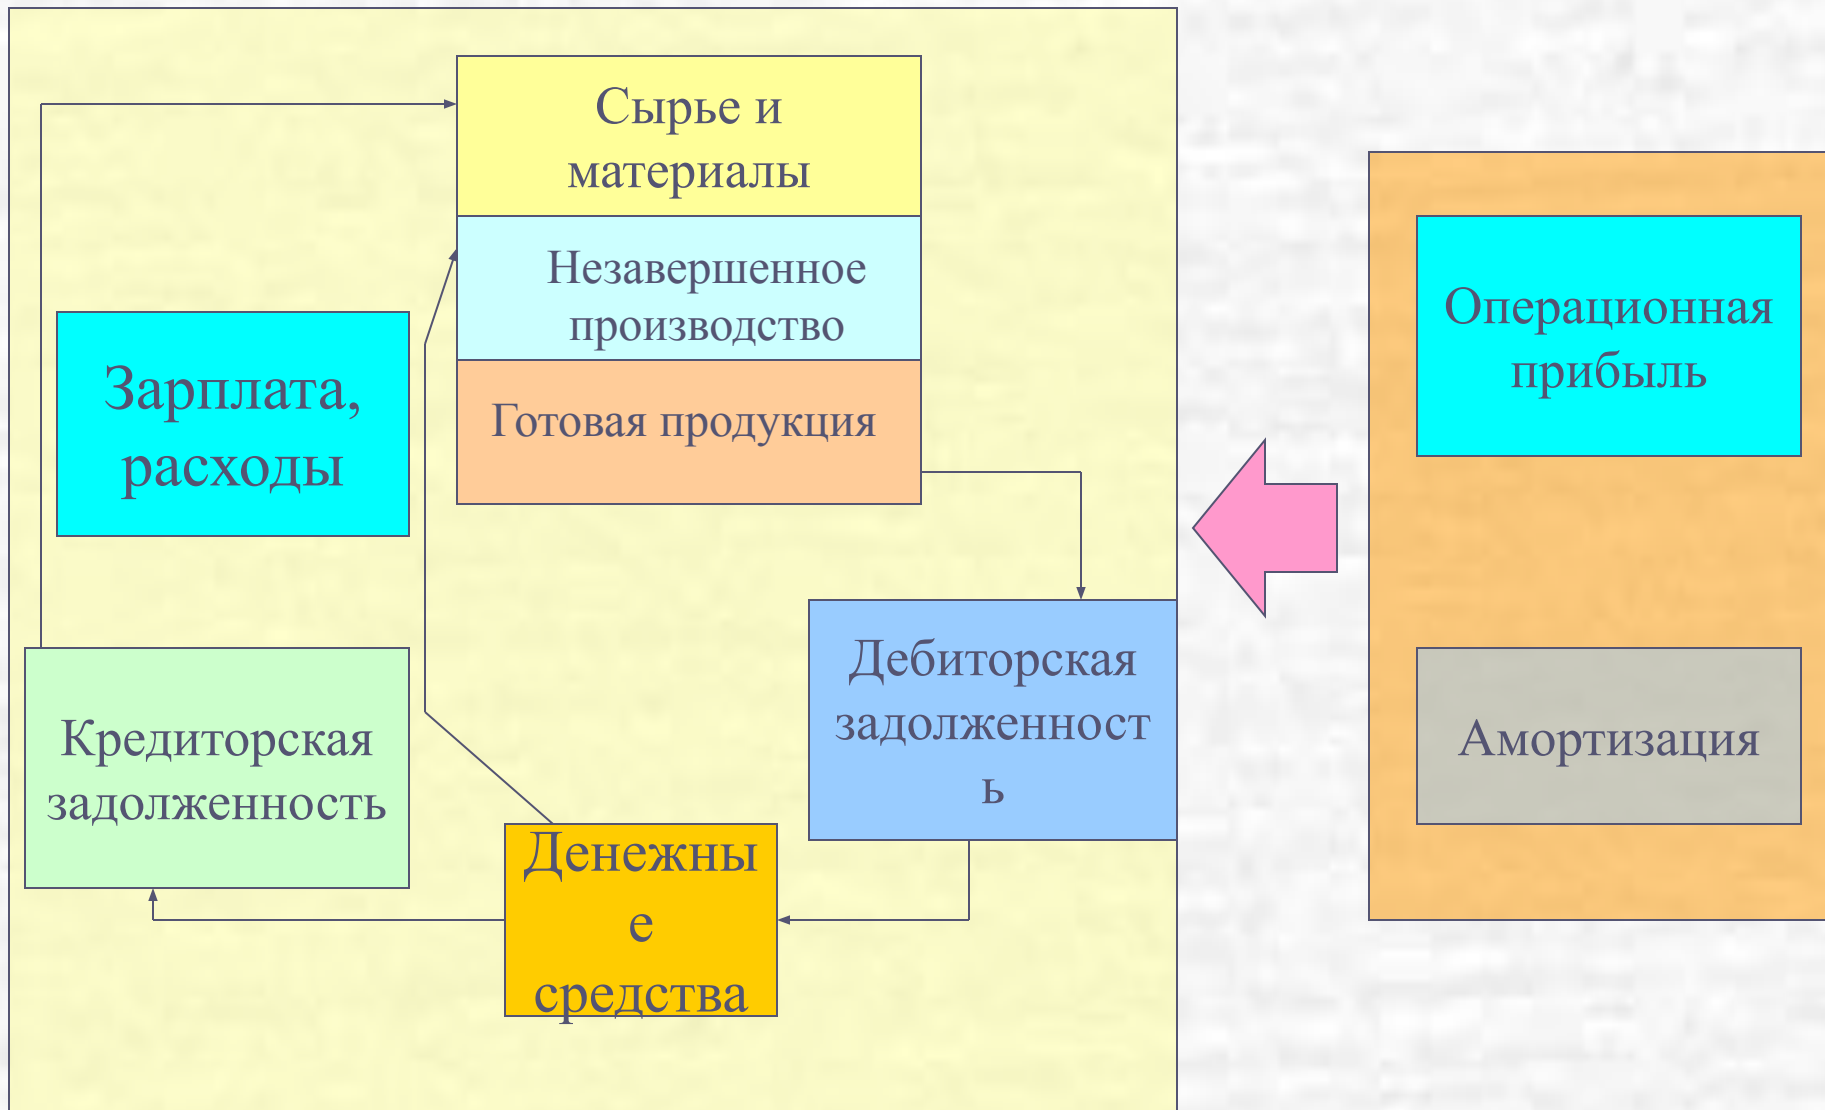 Сырье и
материалы
Незавершенное
производство
Готовая продукция
Зарплата,
расходы
Кредиторская
задолженность
Денежны
е
средства
Дебиторская
задолженност
ь
Операционная
прибыль
Амортизация